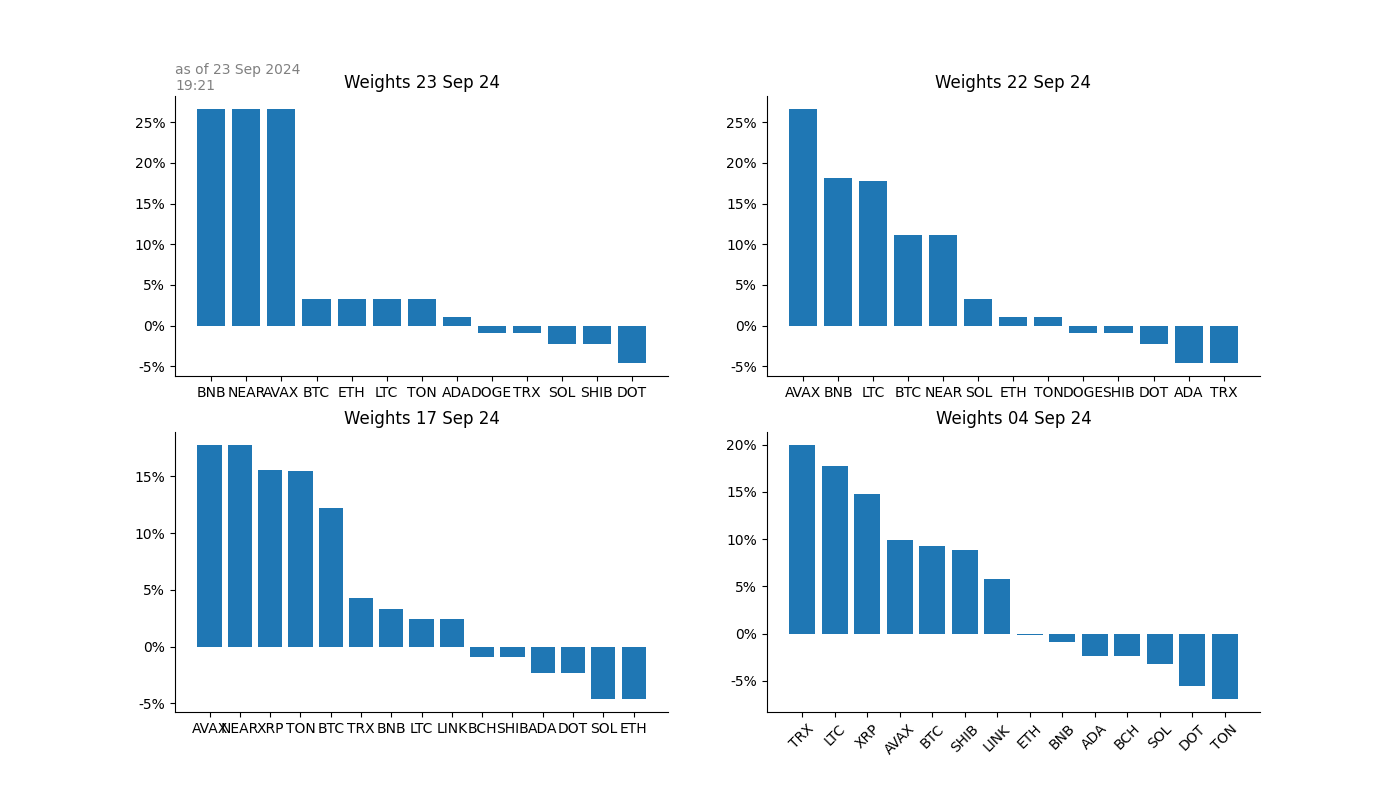 as of 23 Sep 2024
19:21
Weights 23 Sep 24
25%
20%
15%
10%
5%
0%
-5%
BNB NEAR AVAX BTC ETH LTC TON ADA DOGE TRX SOL SHIB DOT
Weights 22 Sep 24
25%
20%
15%
10%
5%
0%
-5%
AVAX BNB LTC BTC NEAR SOL ETH TON DOGE SHIB DOT ADA TRX
Weights 17 Sep 24
15%
10%
5%
0%
-5%
AVAX NEAR XRP TON BTC TRX BNB LTC LINK BCH SHIB ADA DOT SOL ETH
Weights 04 Sep 24
20%
15%
10%
5%
0%
-5%
TRX LTC XRP AVAX BTC SHIB LINK ETH BNB ADA BCH SOL DOT TON